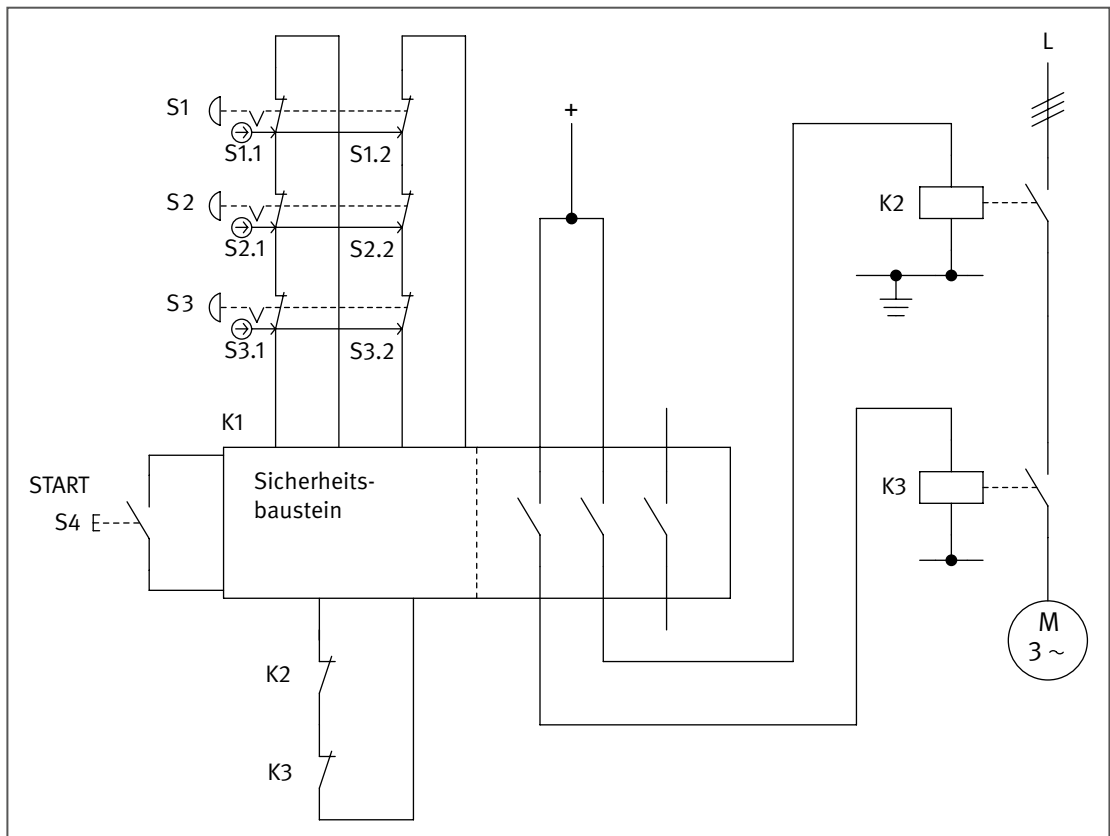 L
S1
+
S1.1
S1.2
S2
K2
S2.1
S2.2
S3
S3.1
S3.2
K1
Sicherheits-
baustein
START
K3
S4
M
3 ~
K2
K3